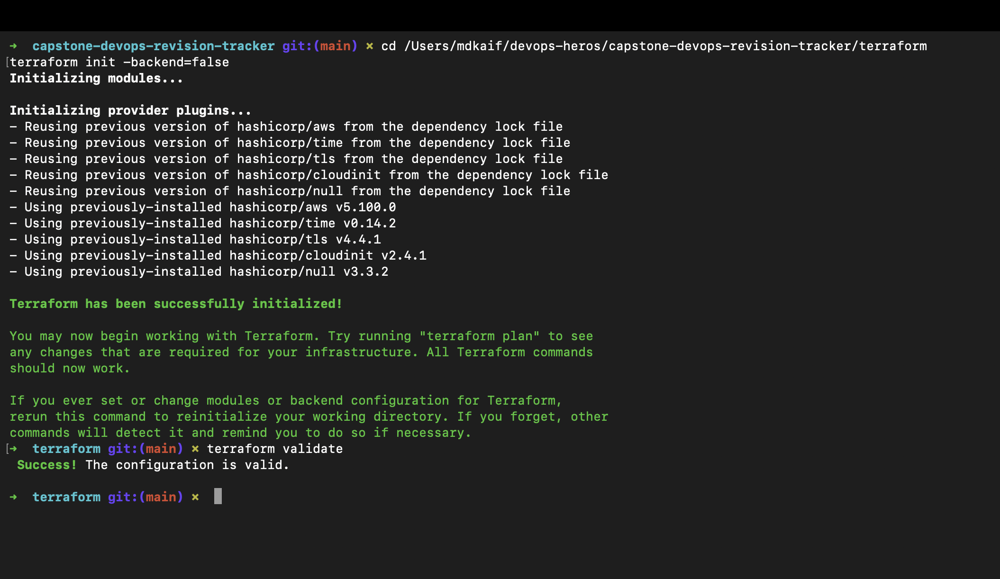 ➜  capstone-devops-revision-tracker git:(main) ✗ cd /Users/mdkaif/devops-heros/capstone-devops-revision-tracker/terraform
[terraform init -backend=false
Initializing modules...
Initializing provider plugins...
- Reusing previous version of hashicorp/aws from the dependency lock file
- Reusing previous version of hashicorp/time from the dependency lock file
- Reusing previous version of hashicorp/tls from the dependency lock file
- Reusing previous version of hashicorp/cloudinit from the dependency lock file
- Reusing previous version of hashicorp/null from the dependency lock file
- Using previously-installed hashicorp/aws v5.100.0
- Using previously-installed hashicorp/time v0.14.2
- Using previously-installed hashicorp/tls v4.4.1
- Using previously-installed hashicorp/cloudinit v2.4.1
- Using previously-installed hashicorp/null v3.3.2
Terraform has been successfully initialized!
You may now begin working with Terraform. Try running "terraform plan" to see
any changes that are required for your infrastructure. All Terraform commands
should now work.
If you ever set or change modules or backend configuration for Terraform,
rerun this command to reinitialize your working directory. If you forget, other
commands will detect it and remind you to do so if necessary.
[➜  terraform git:(main) ✗ terraform validate
Success! The configuration is valid.
➜  terraform git:(main) ✗